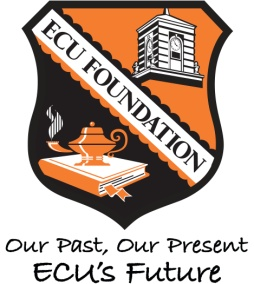 ECU FOUNDATION
Our Past, Our Present
ECU's Future